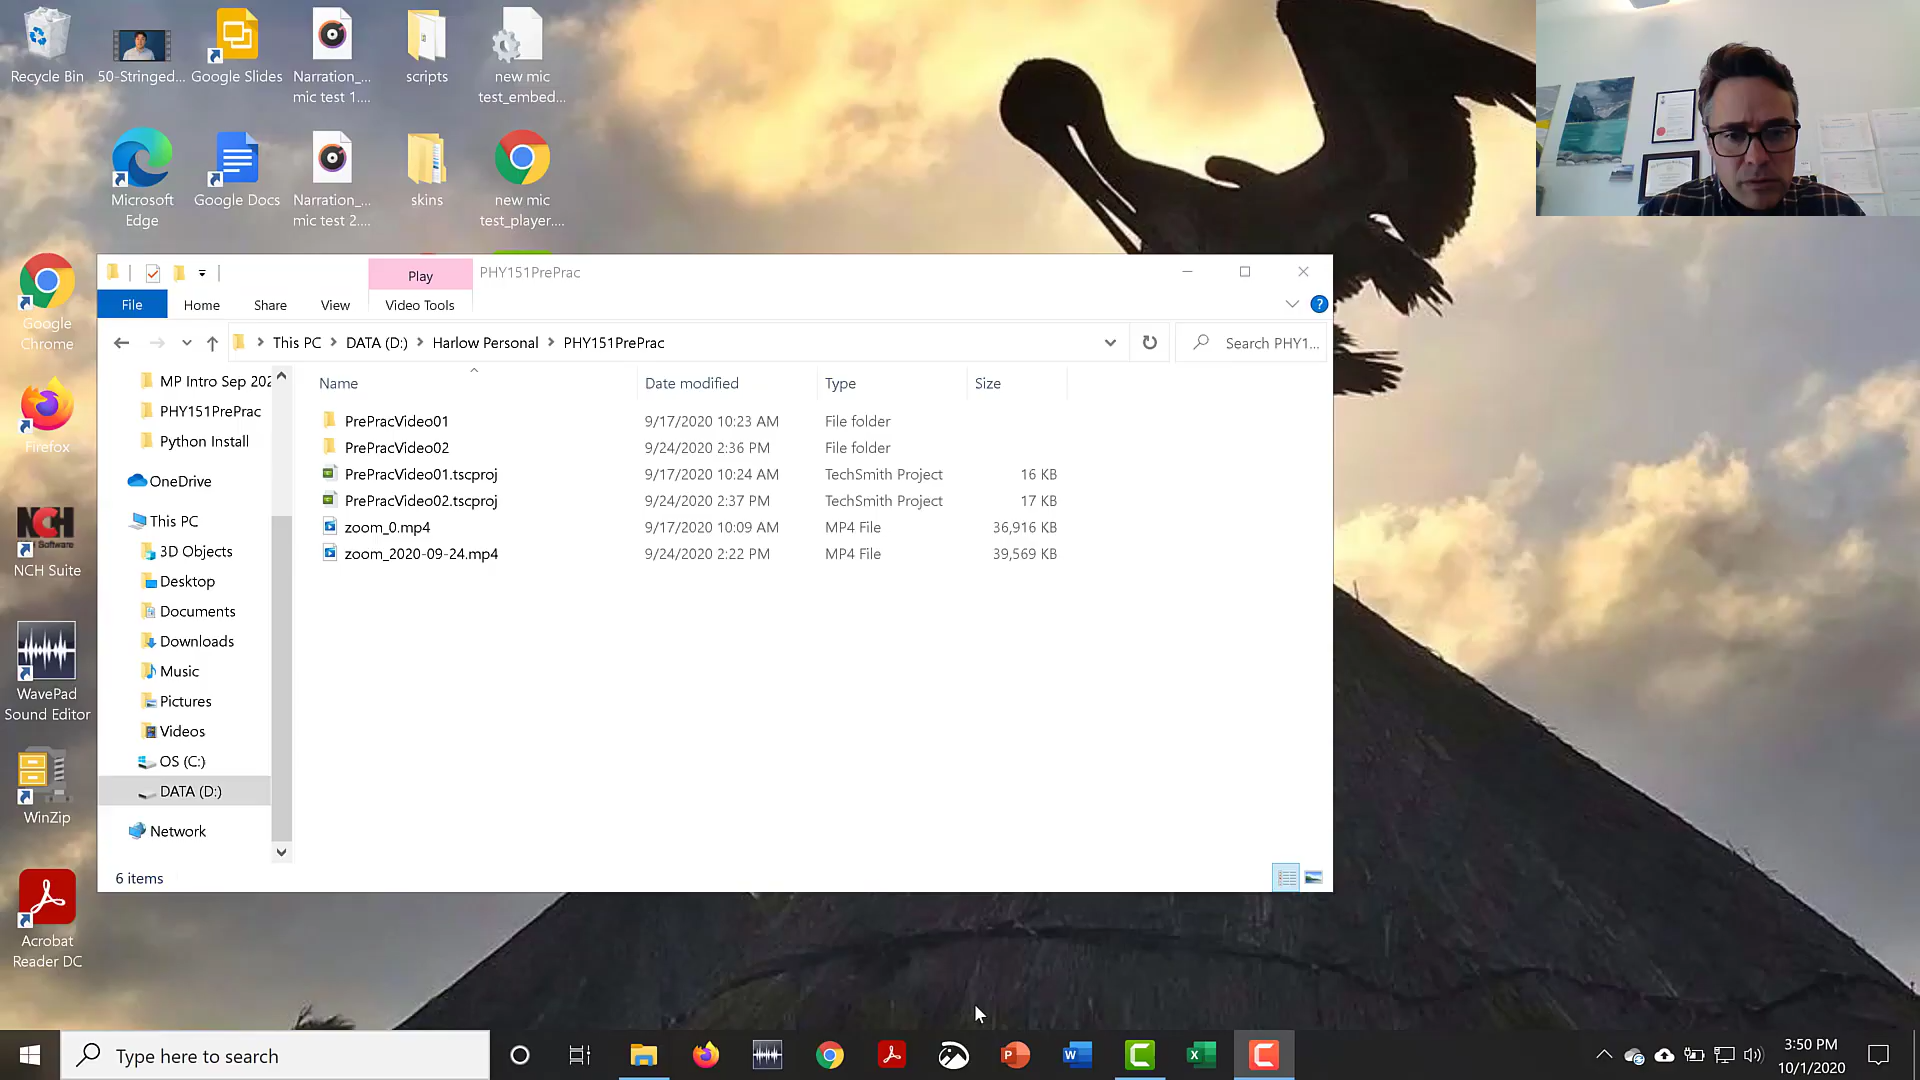 Recycle Bin
50-Stringed...
Google Slides
Narration_...
mic test 1....
scripts
new mic
test_embed...
Microsoft
Edge
Google Docs
Narration_...
mic test 2....
skins
new mic
test_player....
Google
Chrome
Firefox
NCH Suite
WavePad
Sound Editor
WinZip
Acrobat
Reader DC
Play
PHY151PrePrac
File
Home
Share
View
Video Tools
This PC
DATA (D:)
Harlow Personal
PHY151PrePrac
Search PHY1...
MP Intro Sep 202
PHY151PrePrac
Python Install
OneDrive
This PC
3D Objects
Desktop
Documents
Downloads
Music
Pictures
Videos
OS (C:)
DATA (D:)
Network
Name Date modified Type Size
PrePracVideo01 9/17/2020 10:23 AM File folder
PrePracVideo02 9/24/2020 2:36 PM File folder
PrePracVideo01.tscproj 9/17/2020 10:24 AM TechSmith Project 16 KB
PrePracVideo02.tscproj 9/24/2020 2:37 PM TechSmith Project 17 KB
zoom_0.mp4 9/17/2020 10:09 AM MP4 File 36,916 KB
zoom_2020-09-24.mp4 9/24/2020 2:22 PM MP4 File 39,569 KB
6 items
Type here to search
3:50 PM
10/1/2020